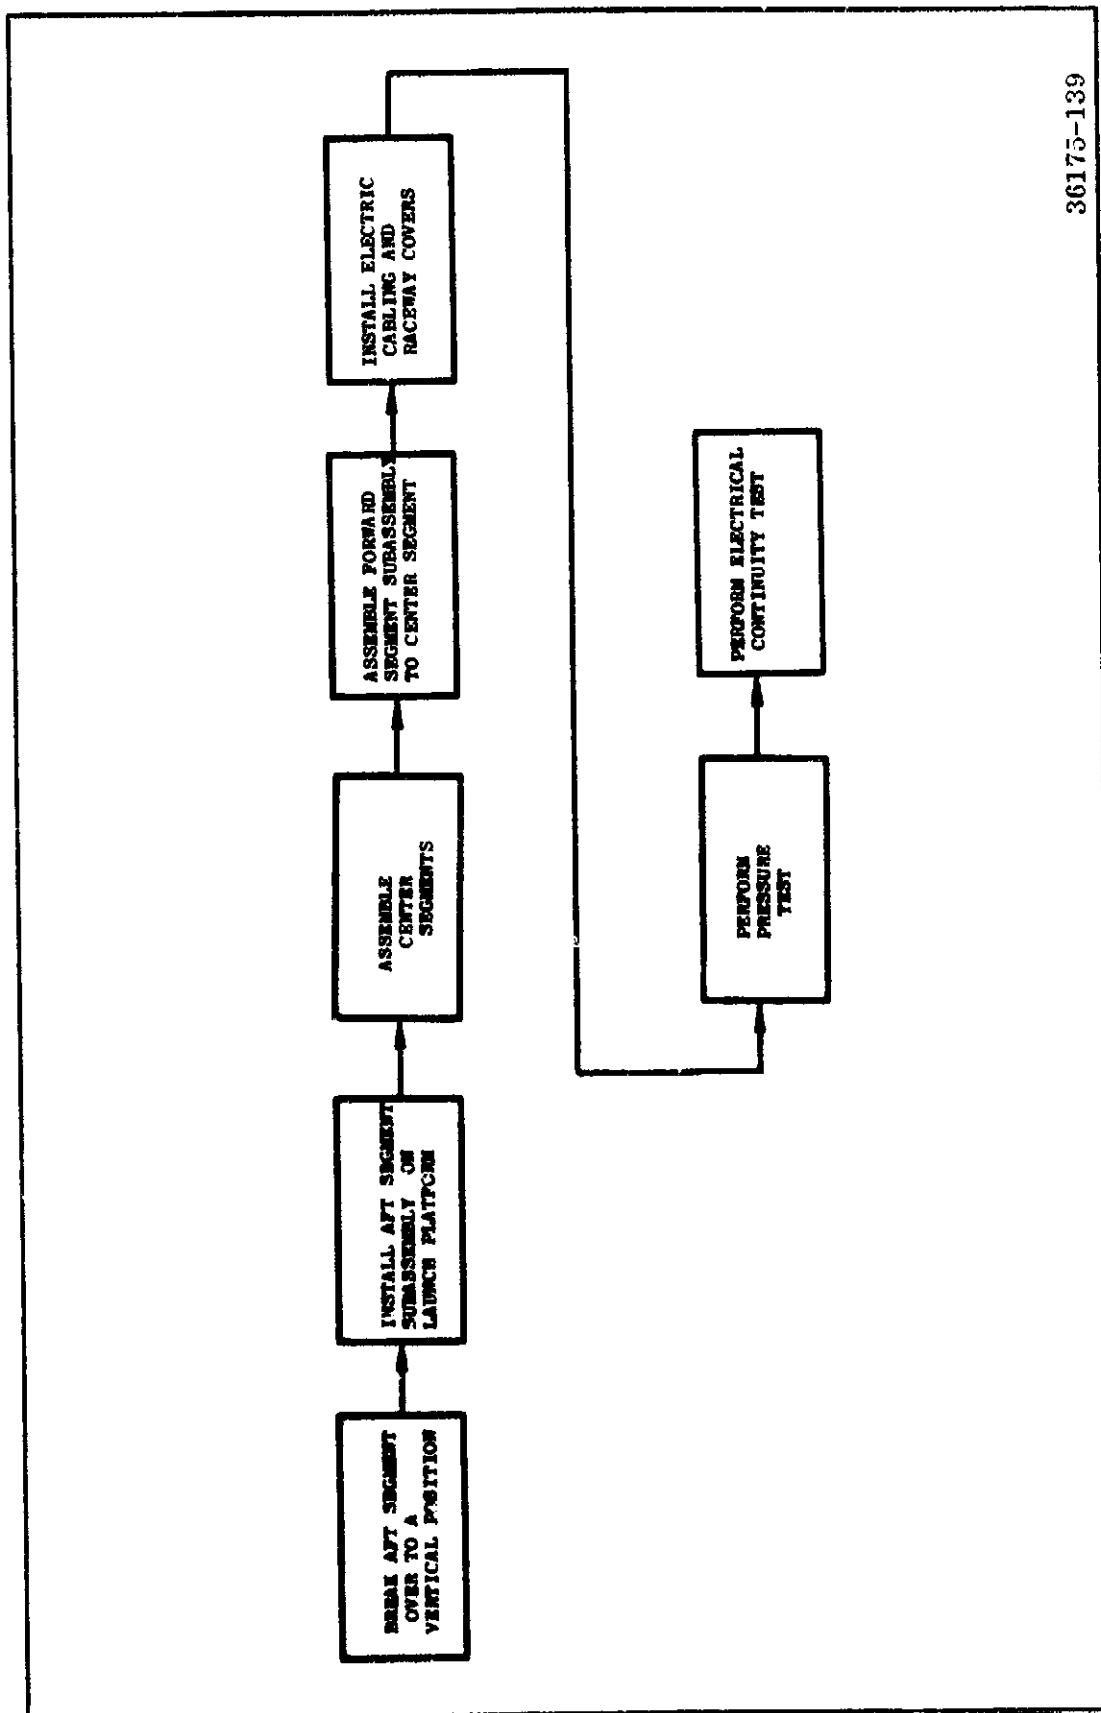 BREAK AFT SEGMENT
OVER TO A
VERTICAL POSITION
INSTALL AFT SEGMENT
SUBASSEMBLY ON
LAUNCH PLATFORM
ASSEMBLE
CENTER
SEGMENTS
ASSEMBLE FORWARD
SEGMENT SUBASSEMBLY
TO CENTER SEGMENT
INSTALL ELECTRIC
CABLING AND
RACEWAY COVERS
PERFORM
PRESSURE
TEST
PERFORM ELECTRICAL
CONTINUITY TEST
36175-139